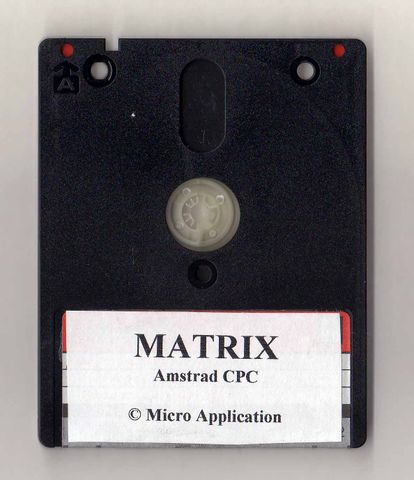 A
MATRIX
Amstrad CPC
© Micro Application